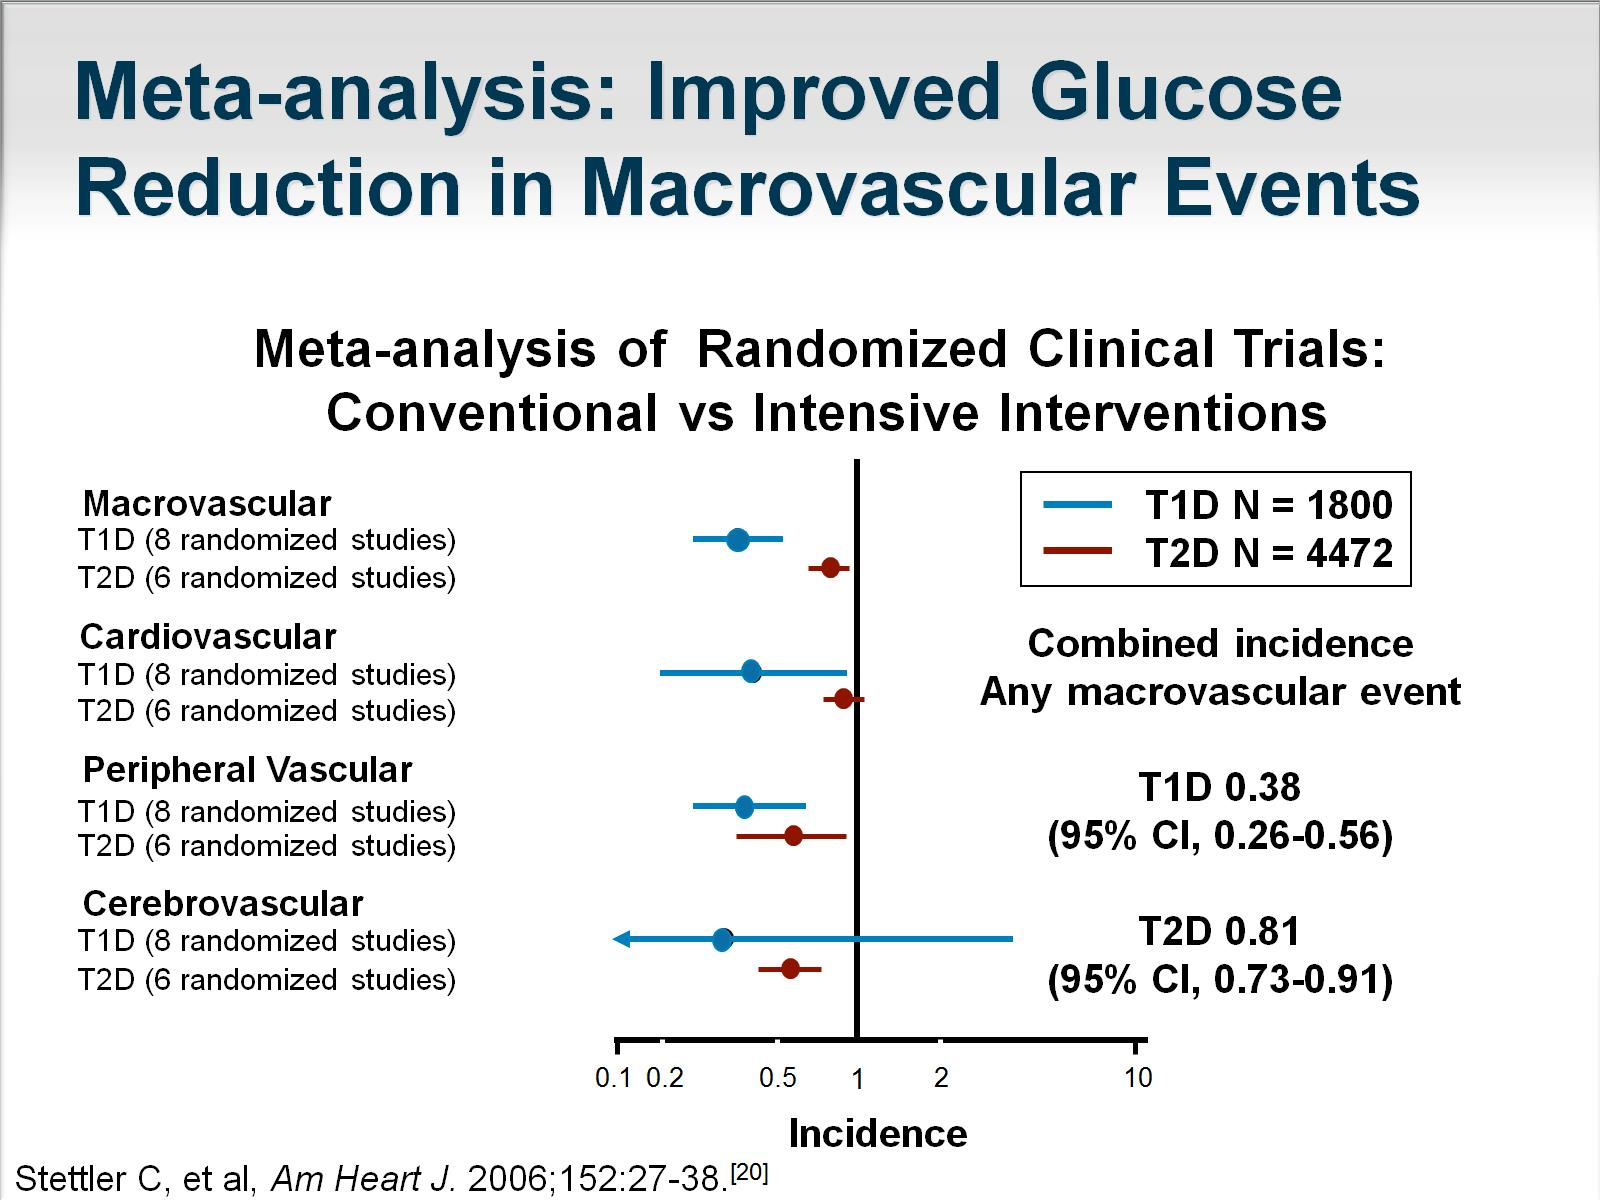 Meta-analysis: Improved Glucose
Reduction in Macrovascular Events
Meta-analysis of Randomized Clinical Trials:
Conventional vs Intensive Interventions
Macrovascular
T1D (8 randomized studies)
T2D (6 randomized studies)
Cardiovascular
T1D (8 randomized studies)
T2D (6 randomized studies)
Peripheral Vascular
T1D (8 randomized studies)
T2D (6 randomized studies)
Cerebrovascular
T1D (8 randomized studies)
T2D (6 randomized studies)
T1D N = 1800
T2D N = 4472
Combined incidence
Any macrovascular event
T1D 0.38
(95% CI, 0.26-0.56)
T2D 0.81
(95% CI, 0.73-0.91)
0.1 0.2 0.5 1 2 10
Incidence
Stettler C, et al, Am Heart J. 2006;152:27-38.[20]